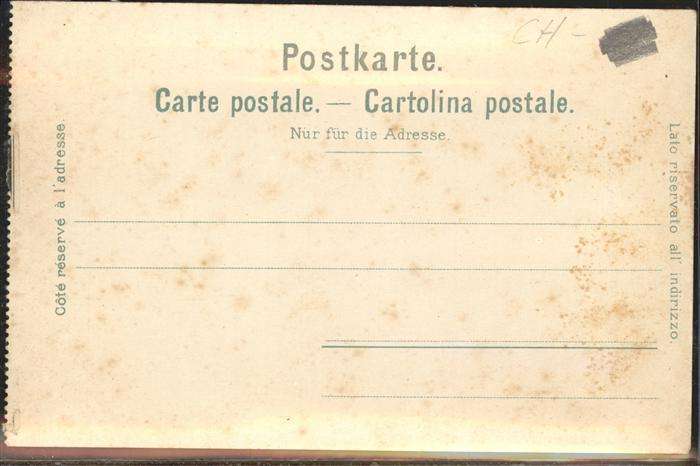 CH-
Postkarte.
Carte postale. — Cartolina postale.
Nur für die Adresse.
Côté réservé à l'adresse.
Lato riservato all indirizzo.